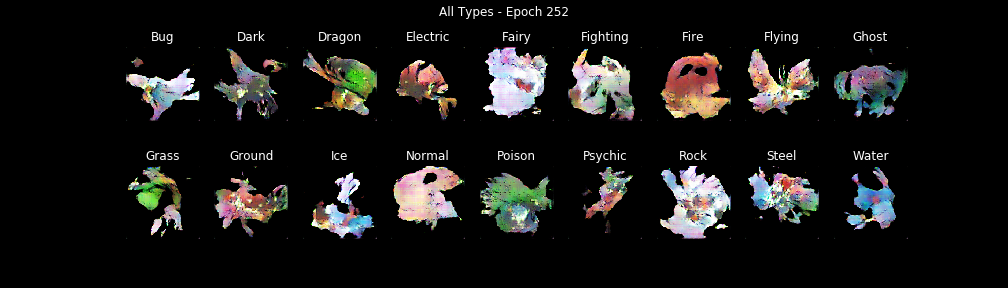 All Types - Epoch 252
Bug Dark Dragon Electric Fairy Fighting Fire Flying Ghost
Grass Ground Ice Normal Poison Psychic Rock Steel Water